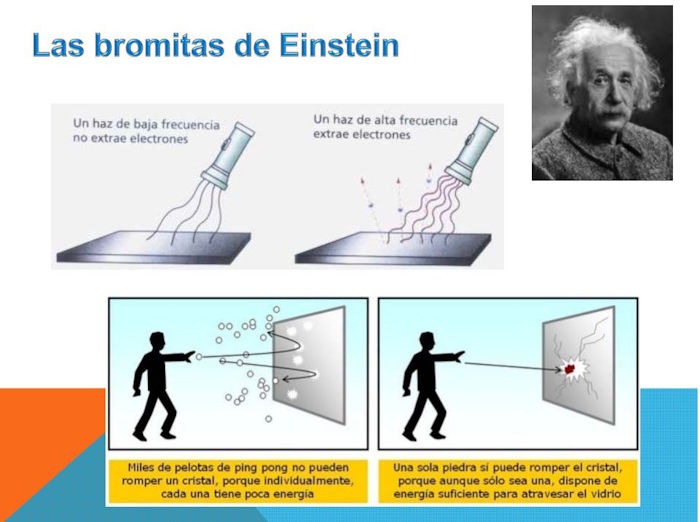 Las bromitas de Einstein
Un haz de baja frecuencia
no extrae electrones
Un haz de alta frecuencia
extrae electrones
Miles de pelotas de ping pong no pueden
romper un cristal, porque individualmente,
cada una tiene poca energía
Una sola piedra sí puede romper el cristal,
porque aunque sólo sea una, dispone de
energía suficiente para atravesar el vidrio